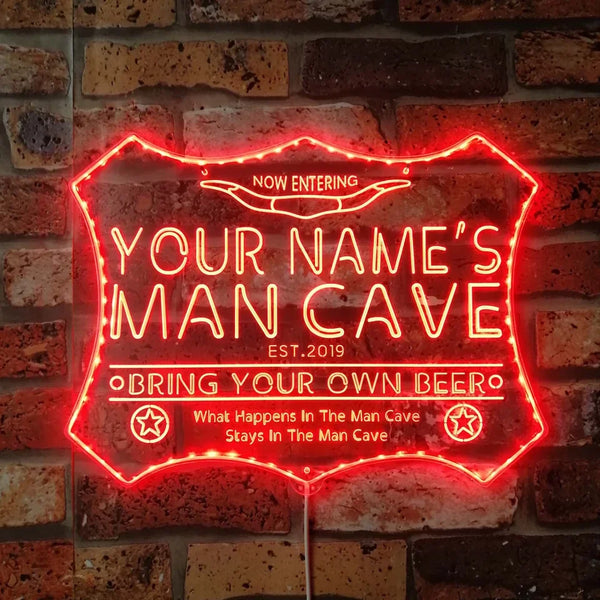 NOW ENTERING
YOUR NAME'S
MAN CAVE
EST.2019
BRING YOUR OWN BEER
What Happens In The Man Cave
Stays In The Man Cave